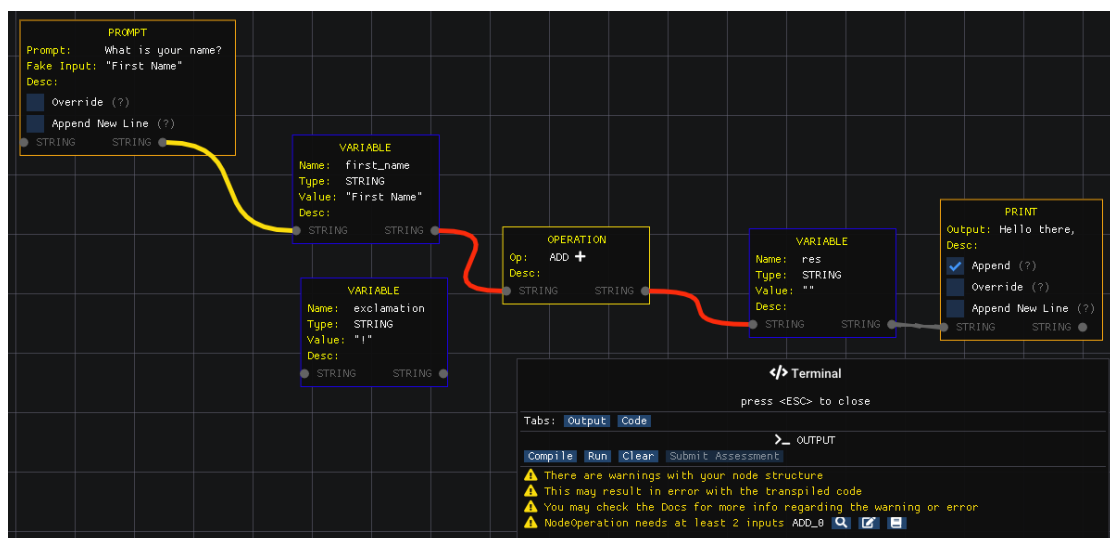 PROMPT
Prompt: What is your name?
Fake Input: "First Name"
Desc:
Override (?)
Append New Line (?)
STRING STRING
VARIABLE
Name: first_name
Type: STRING
Value: "First Name"
Desc:
STRING STRING
VARIABLE
Name: exclamation
Type: STRING
Value: "!"
Desc:
STRING STRING
OPERATION
Op: ADD +
Desc:
STRING STRING
VARIABLE
Name: res
Type: STRING
Value: ""
Desc:
STRING STRING
PRINT
Output: Hello there,
Desc:
Append (?)
Override (?)
Append New Line (?)
STRING STRING
</> Terminal
press <ESC> to close
Tabs: Output Code
>_ OUTPUT
Compile Run Clear Submit Assessment
There are warnings with your node structure
This may result in error with the transpiled code
You may check the Docs for more info regarding the warning or error
NodeOperation needs at least 2 inputs ADD_0